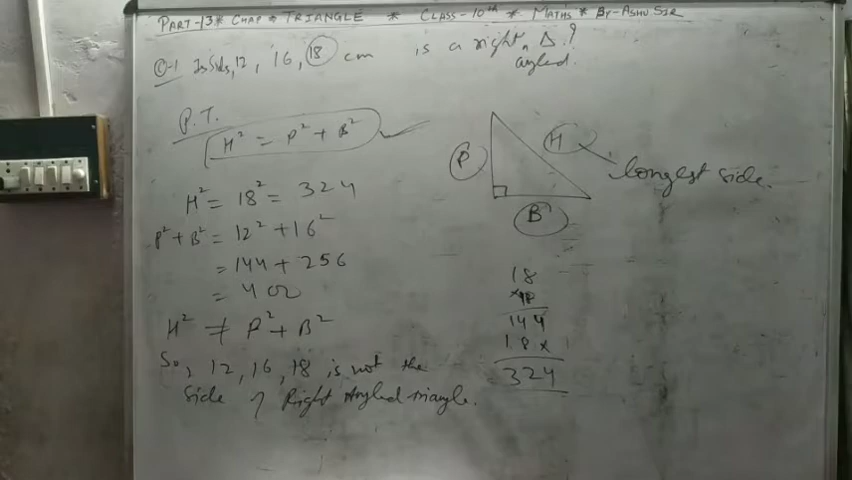 PART-13 * CHAP * TRIANGLE * CLASS-10th * MATHS * BY-ASHU SIR
Q-1 Is sides, 12, 16, 18 cm is a right angled Δ?
P.T.
H² = P² + B²
H² = 18² = 324
P² + B² = 12² + 16²
= 144 + 256
= 400
H² ≠ P² + B²
So, 12, 16, 18 is not the
side of Right Angled triangle.
P
H
longest side.
B
18
×18
144
18×
324